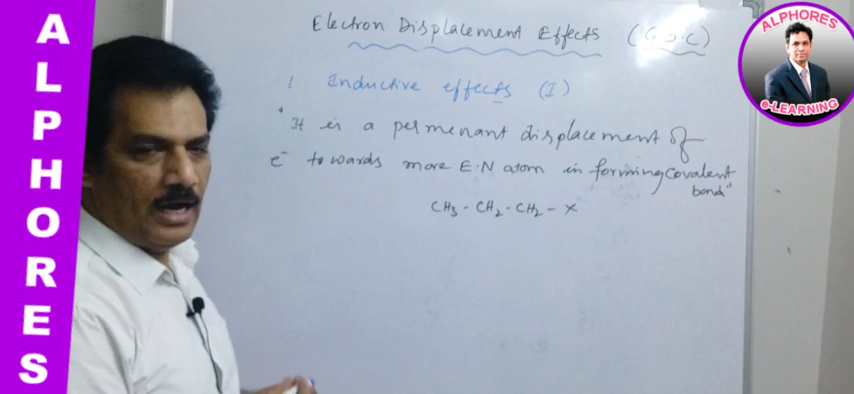 ALPHORES
Electron Displacement Effects (G.O.C)
1 Inductive effects (I)
"It is a permenant displacement of
e⁻ towards more E.N atom in forming covalent
bonds"
CH₃ - CH₂ - CH₂ - X
ALPHORES
e-LEARNING